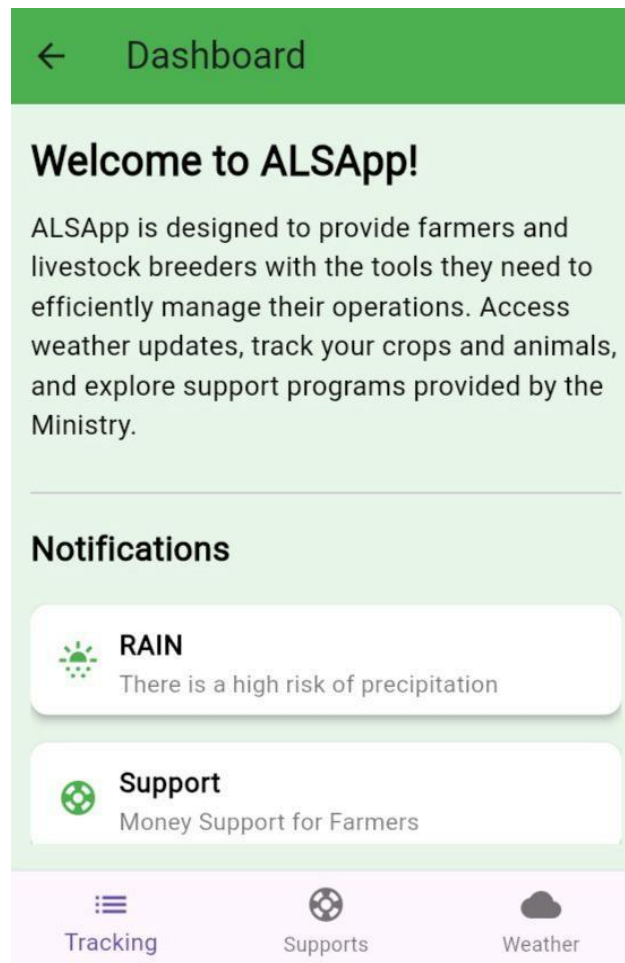 Dashboard
Welcome to ALSApp!
ALSApp is designed to provide farmers and
livestock breeders with the tools they need to
efficiently manage their operations. Access
weather updates, track your crops and animals,
and explore support programs provided by the
Ministry.
Notifications
RAIN
There is a high risk of precipitation
Support
Money Support for Farmers
Tracking
Supports
Weather